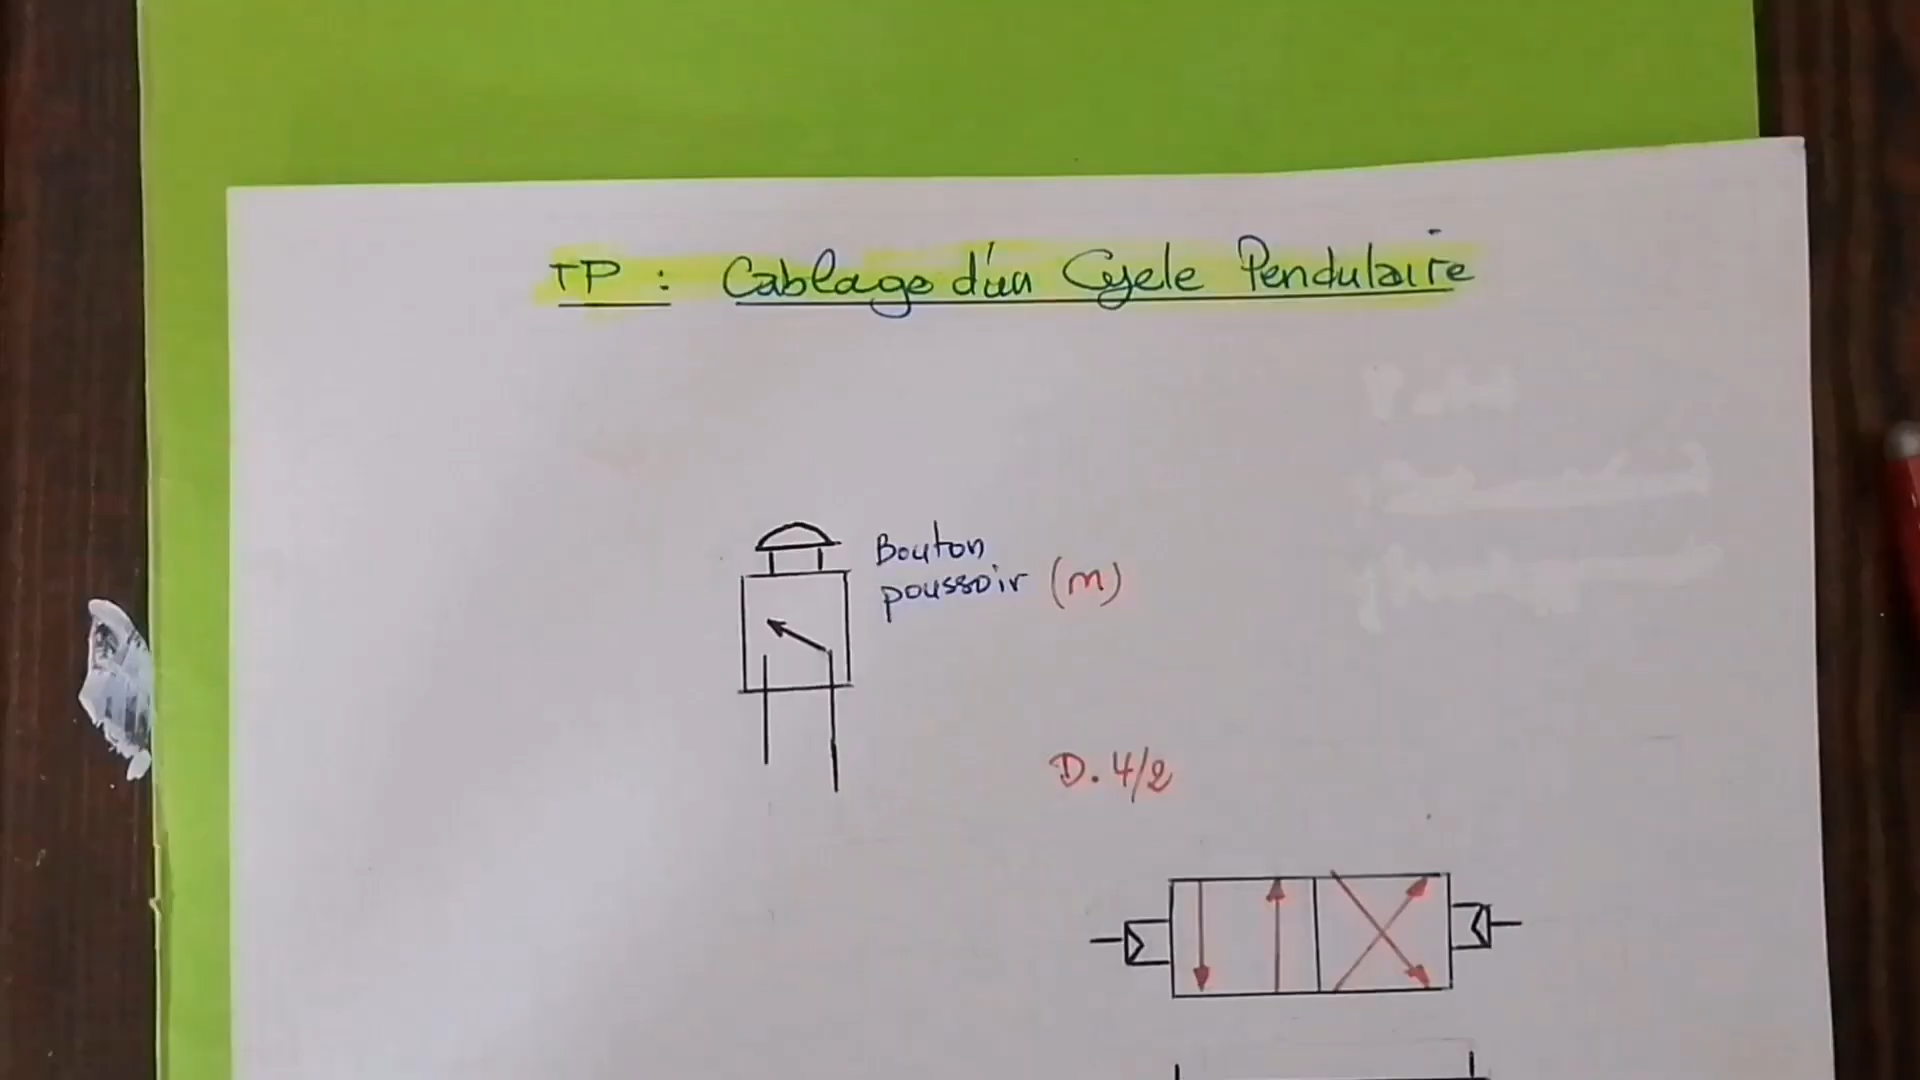 TP : Cablage d'un Cycle Pendulaire
Bouton
poussoir (m)
D. 4/2